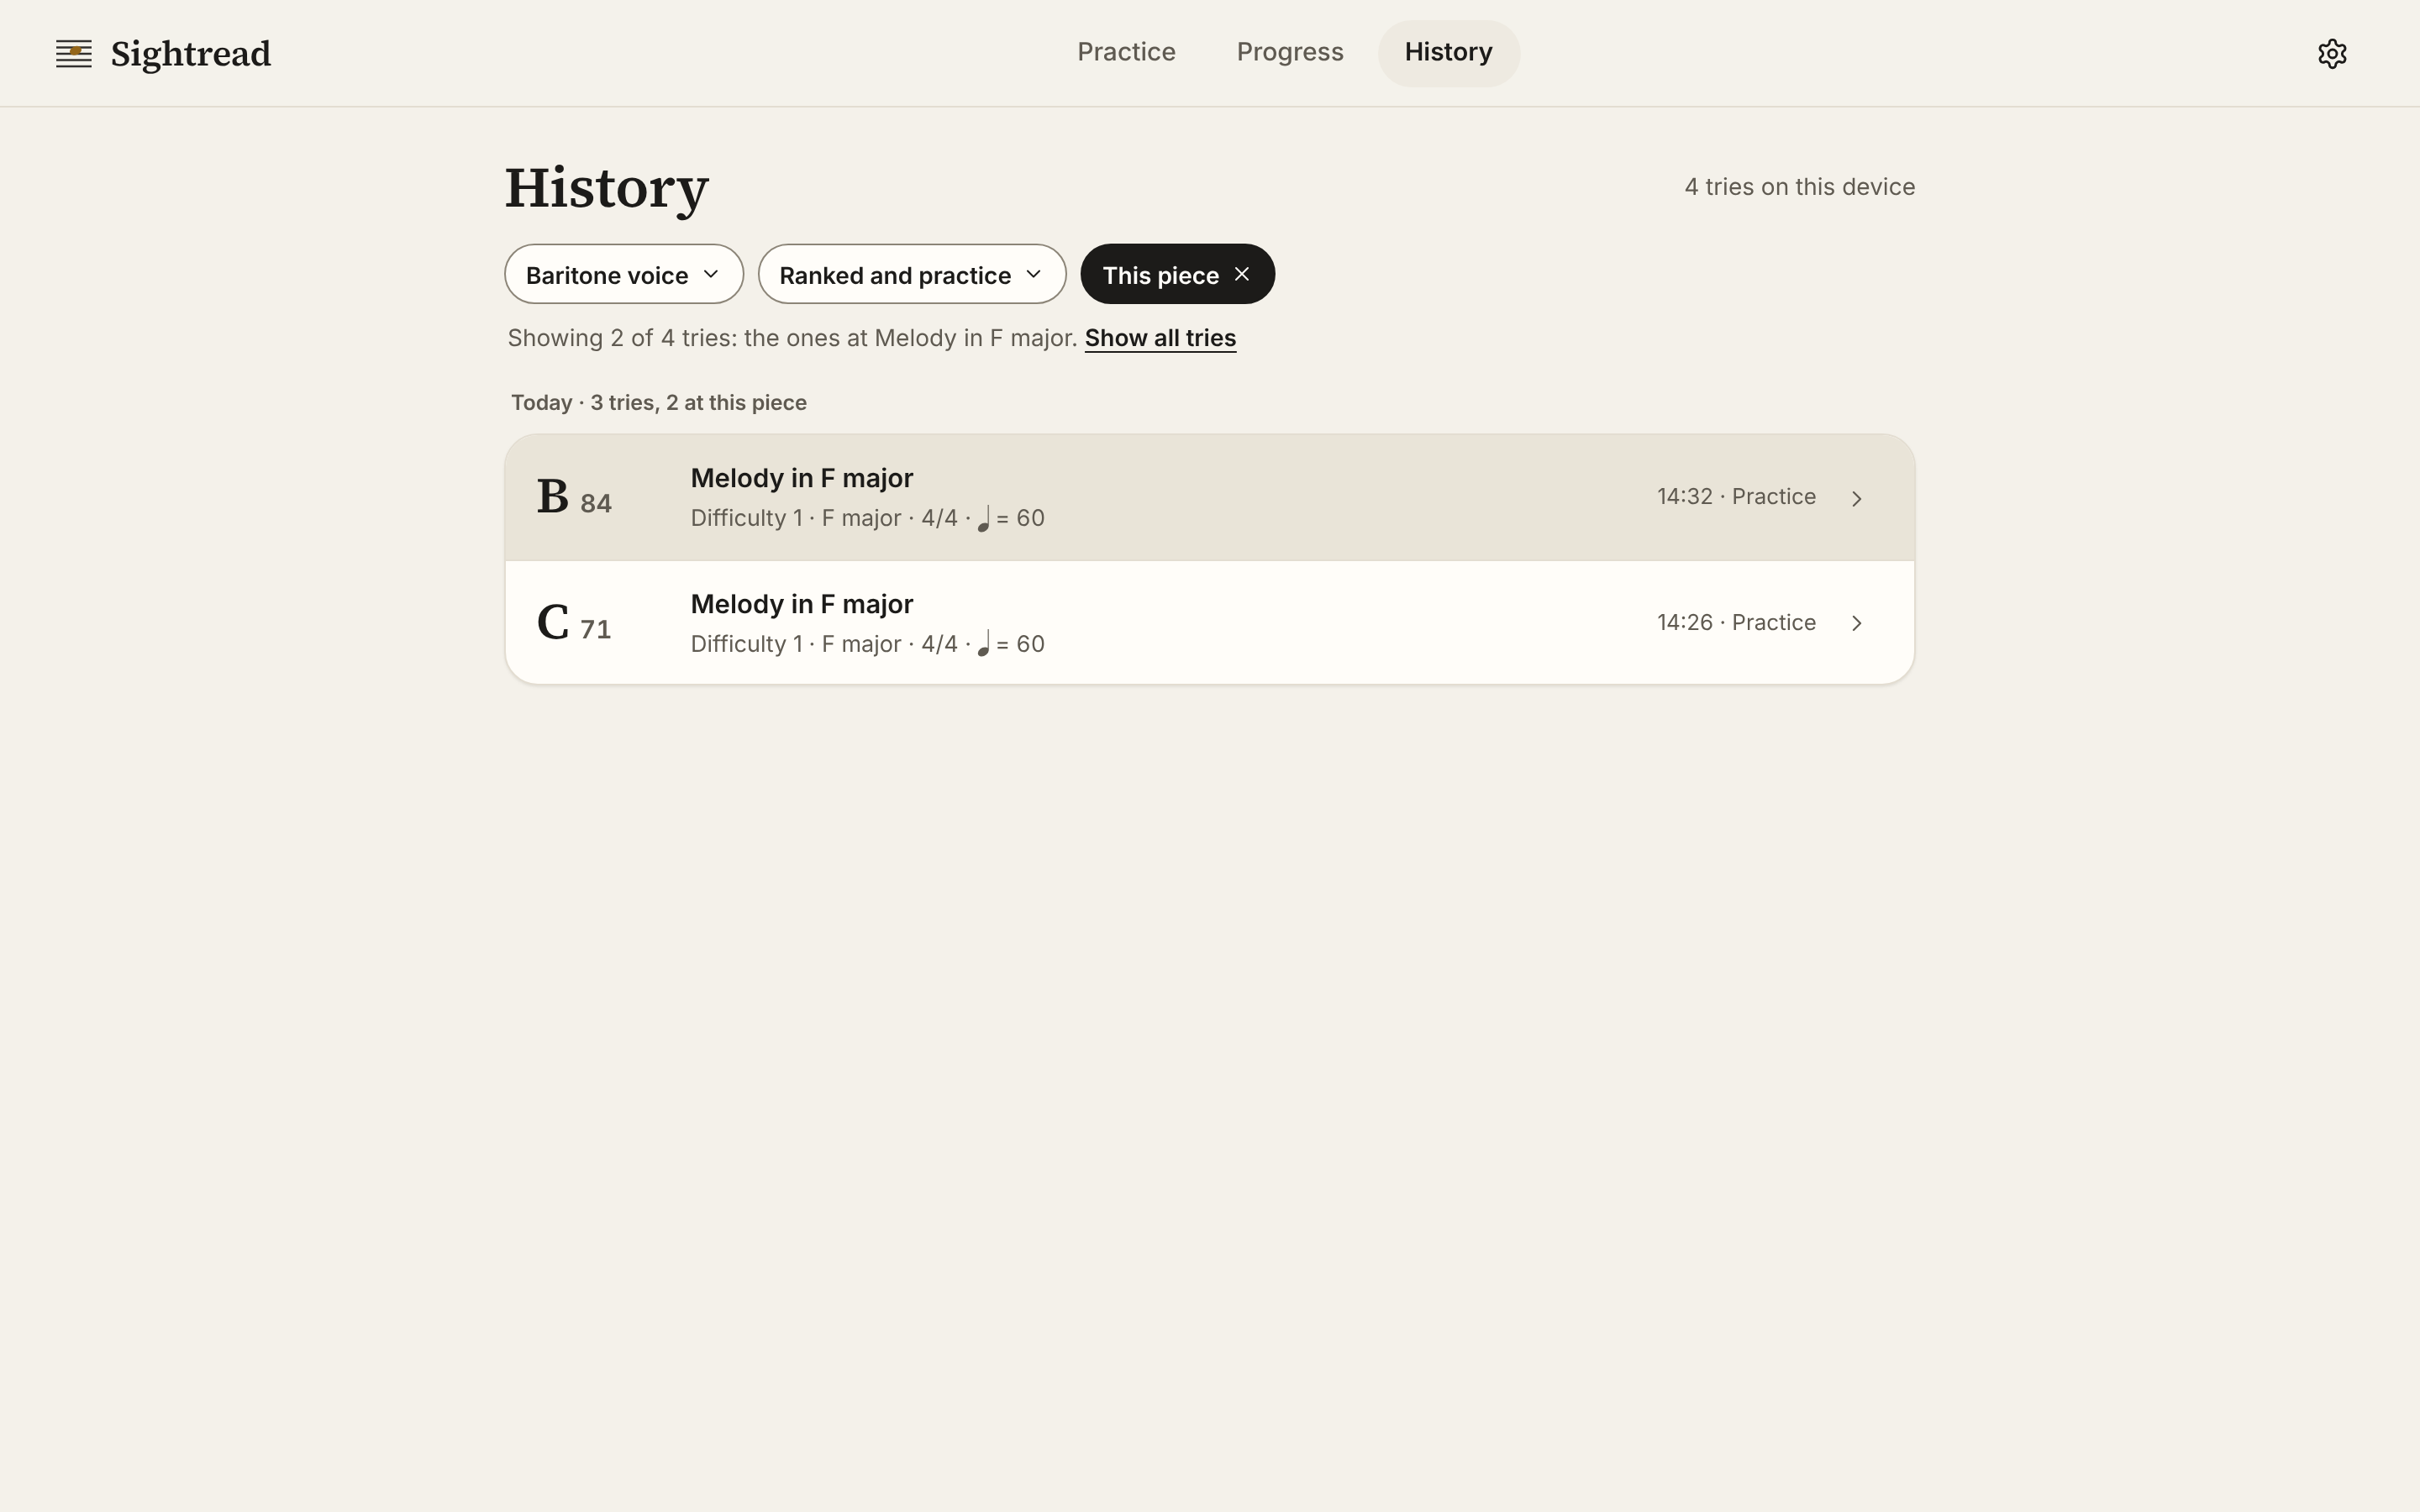 Sightread
Practice
Progress
History
History
4 tries on this device
Baritone voice
Ranked and practice
This piece
Showing 2 of 4 tries: the ones at Melody in F major. Show all tries
Today · 3 tries, 2 at this piece
B 84
Melody in F major
Difficulty 1 · F major · 4/4 · ♩ = 60
14:32 · Practice
C 71
Melody in F major
Difficulty 1 · F major · 4/4 · ♩ = 60
14:26 · Practice